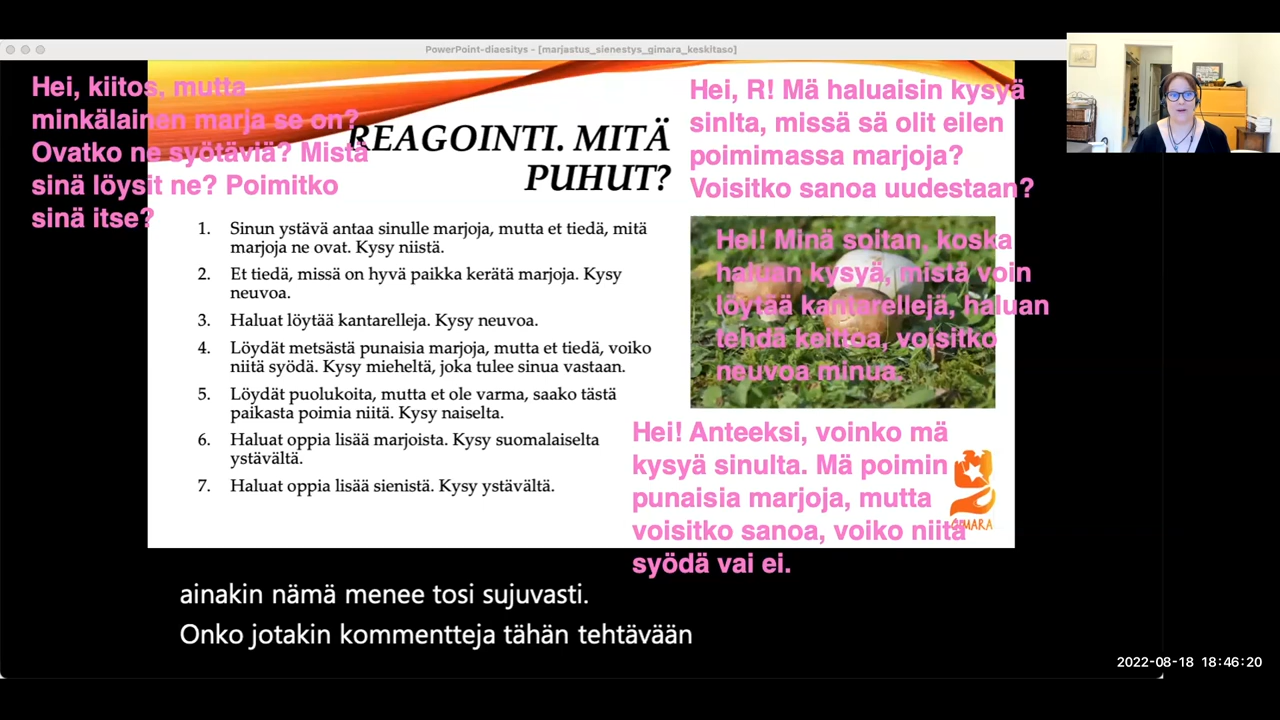 PowerPoint-diaesitys - [marjastus_sienestys_gimara_keskitaso]
Hei, kiitos, mutta
minkälainen marja se on?
Ovatko ne syötäviä? Mistä
sinä löysit ne? Poimitko
sinä itse?
REAGOINTI. MITÄ
PUHUT?
Hei, R! Mä haluaisin kysyä
sinlta, missä sä olit eilen
poimimassa marjoja?
Voisitko sanoa uudestaan?
1. Sinun ystävä antaa sinulle marjoja, mutta et tiedä, mitä
marjoja ne ovat. Kysy niistä.
2. Et tiedä, missä on hyvä paikka kerätä marjoja. Kysy
neuvoa.
3. Haluat löytää kantarelleja. Kysy neuvoa.
4. Löydät metsästä punaisia marjoja, mutta et tiedä, voiko
niitä syödä. Kysy mieheltä, joka tulee sinua vastaan.
5. Löydät puolukoita, mutta et ole varma, saako tästä
paikasta poimia niitä. Kysy naiselta.
6. Haluat oppia lisää marjoista. Kysy suomalaiselta
ystävältä.
7. Haluat oppia lisää sienistä. Kysy ystävältä.
Hei! Minä soitan, koska
haluan kysyä, mistä voin
löytää kantarellejä, haluan
tehdä keittoa, voisitko
neuvoa minua.
Hei! Anteeksi, voinko mä
kysyä sinulta. Mä poimin
punaisia marjoja, mutta
voisitko sanoa, voiko niitä
syödä vai ei.
GIMARA
ainakin nämä menee tosi sujuvasti.
Onko jotakin kommentteja tähän tehtävään
2022-08-18 18:46:20